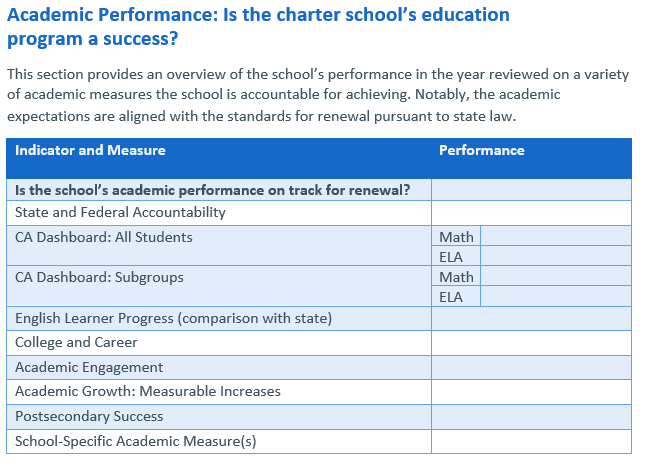 Academic Performance: Is the charter school’s education
program a success?
This section provides an overview of the school’s performance in the year reviewed on a variety
of academic measures the school is accountable for achieving. Notably, the academic
expectations are aligned with the standards for renewal pursuant to state law.
Indicator and Measure Performance
Is the school’s academic performance on track for renewal?
State and Federal Accountability
CA Dashboard: All Students Math
ELA
CA Dashboard: Subgroups Math
ELA
English Learner Progress (comparison with state)
College and Career
Academic Engagement
Academic Growth: Measurable Increases
Postsecondary Success
School-Specific Academic Measure(s)